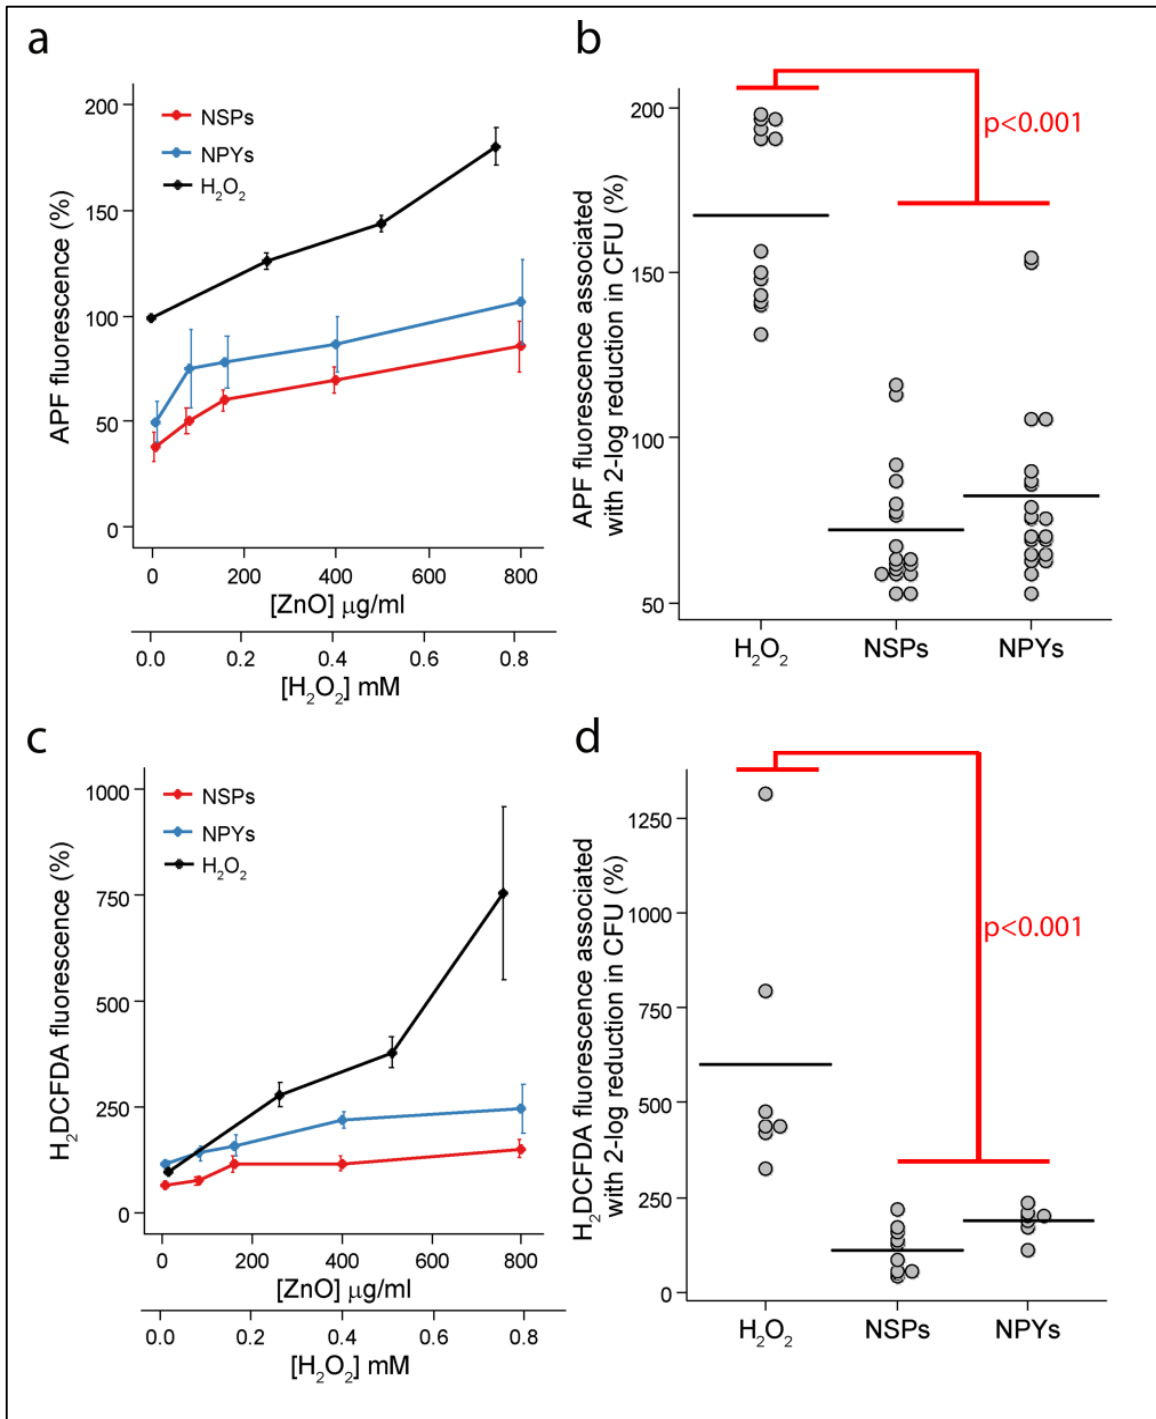 a
200
150
100
50
0
NSPs
NPYs
H₂O₂
APF fluorescence (%)
0 200 400 600 800
[ZnO] μg/ml
0.0 0.2 0.4 0.6 0.8
[H₂O₂] mM
b
200
150
100
50
p<0.001
APF fluorescence associated
with 2-log reduction in CFU (%)
H₂O₂ NSPs NPYs
c
1000
750
500
250
0
NSPs
NPYs
H₂O₂
H₂DCFDA fluorescence (%)
0 200 400 600 800
[ZnO] μg/ml
0.0 0.2 0.4 0.6 0.8
[H₂O₂] mM
d
1250
1000
750
500
250
0
p<0.001
H₂DCFDA fluorescence associated
with 2-log reduction in CFU (%)
H₂O₂ NSPs NPYs